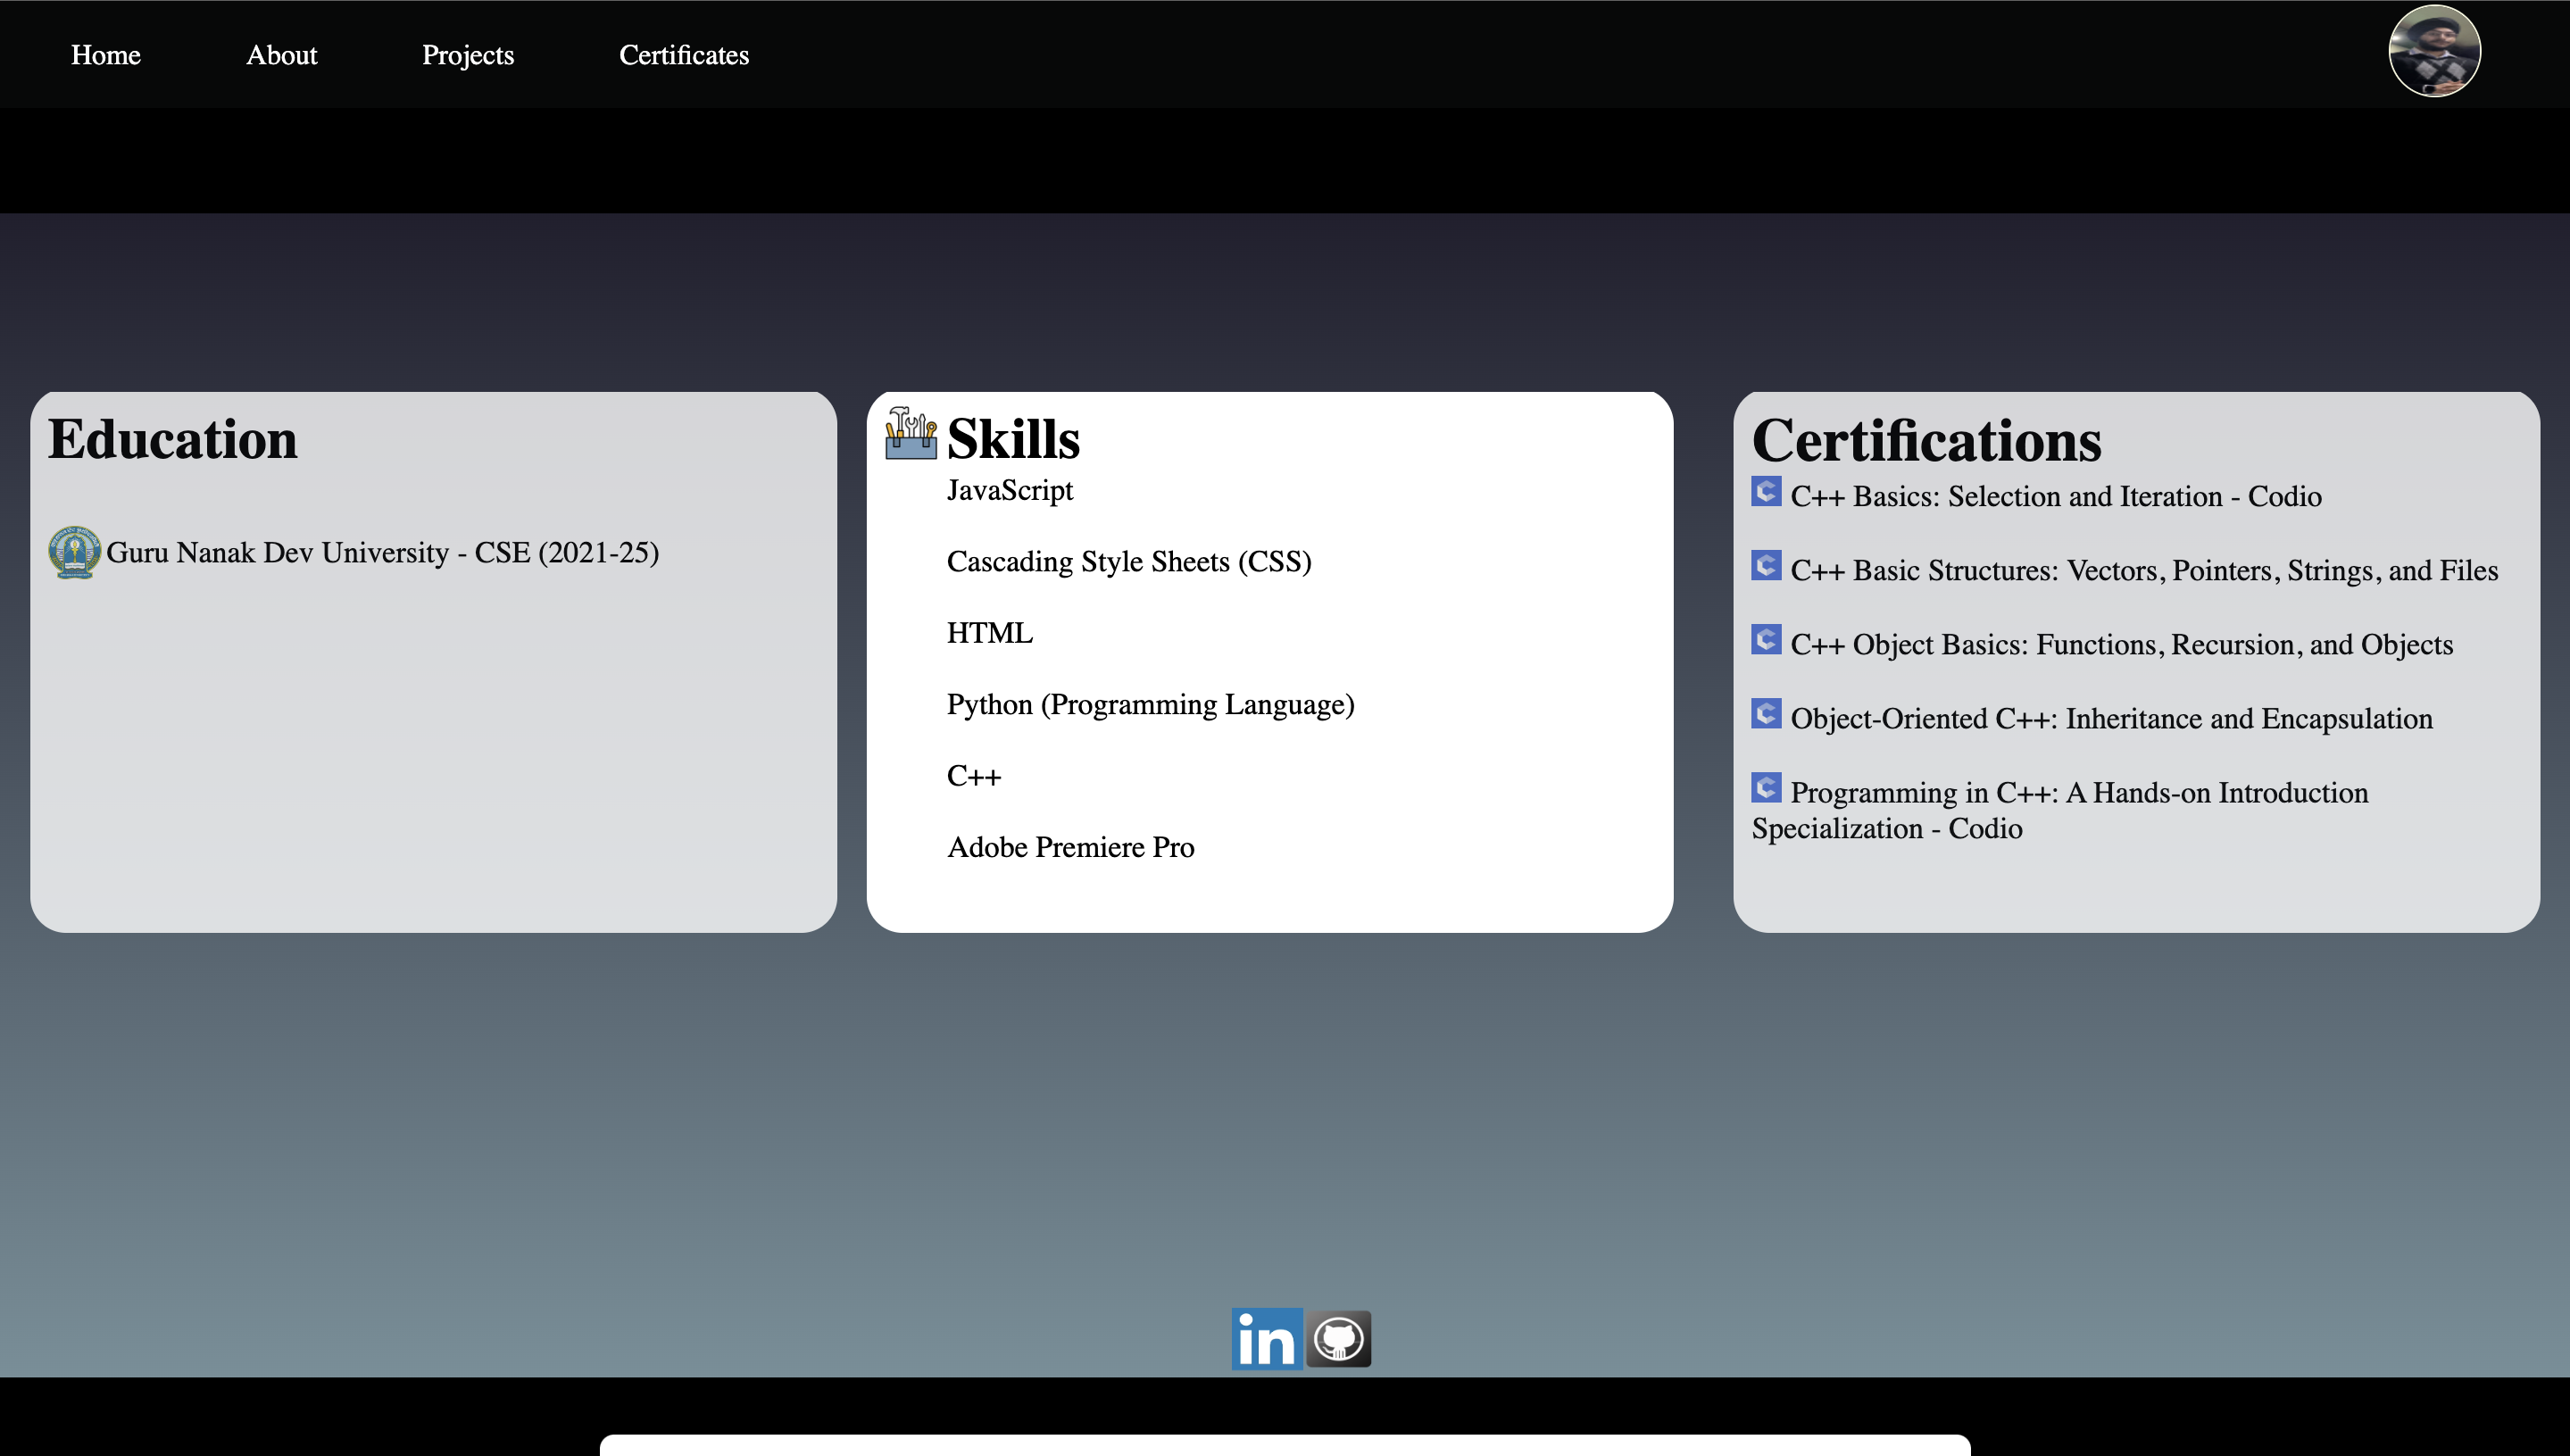 Home About Projects Certificates
Education
Guru Nanak Dev University - CSE (2021-25)
Skills
JavaScript
Cascading Style Sheets (CSS)
HTML
Python (Programming Language)
C++
Adobe Premiere Pro
Certifications
C++ Basics: Selection and Iteration - Codio
C++ Basic Structures: Vectors, Pointers, Strings, and Files
C++ Object Basics: Functions, Recursion, and Objects
Object-Oriented C++: Inheritance and Encapsulation
Programming in C++: A Hands-on Introduction
Specialization - Codio
in